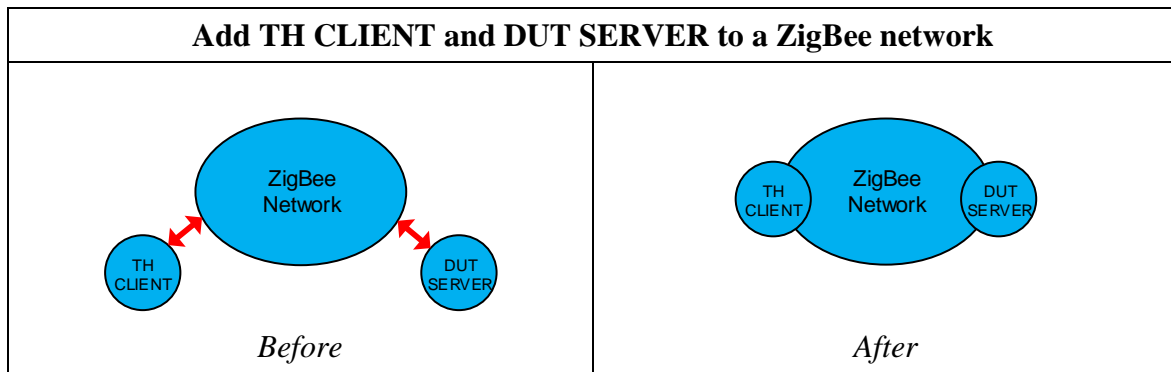 Add TH CLIENT and DUT SERVER to a ZigBee network
ZigBee
Network
TH
CLIENT
DUT
SERVER
Before
TH
CLIENT
ZigBee
Network
DUT
SERVER
After